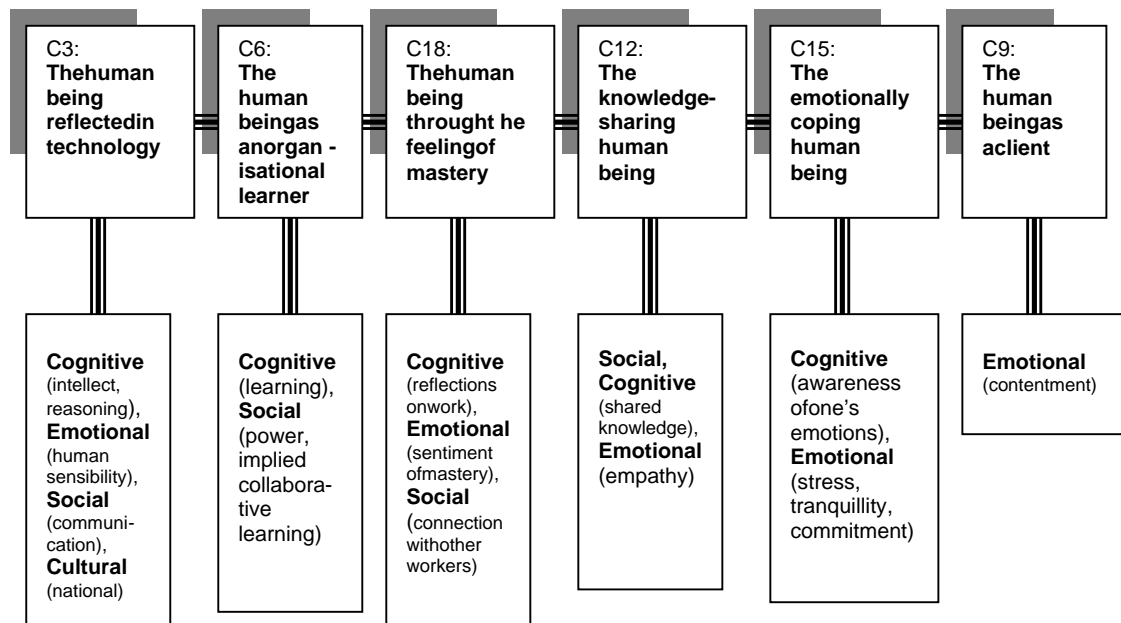 C3:
Thehuman
being
reflectedin
technology
C6:
The
human
beingas
anorgan -
isational
learner
C18:
Thehuman
being
throught he
feelingof
mastery
C12:
The
knowledge-
sharing
human
being
C15:
The
emotionally
coping
human
being
C9:
The
human
beingas
aclient
Cognitive
(intellect,
reasoning),
Emotional
(human
sensibility),
Social
(communi-
cation),
Cultural
(national)
Cognitive
(learning),
Social
(power,
implied
collabora-
tive
learning)
Cognitive
(reflections
onwork),
Emotional
(sentiment
ofmastery),
Social
(connection
withother
workers)
Social,
Cognitive
(shared
knowledge),
Emotional
(empathy)
Cognitive
(awareness
ofone’s
emotions),
Emotional
(stress,
tranquillity,
commitment)
Emotional
(contentment)